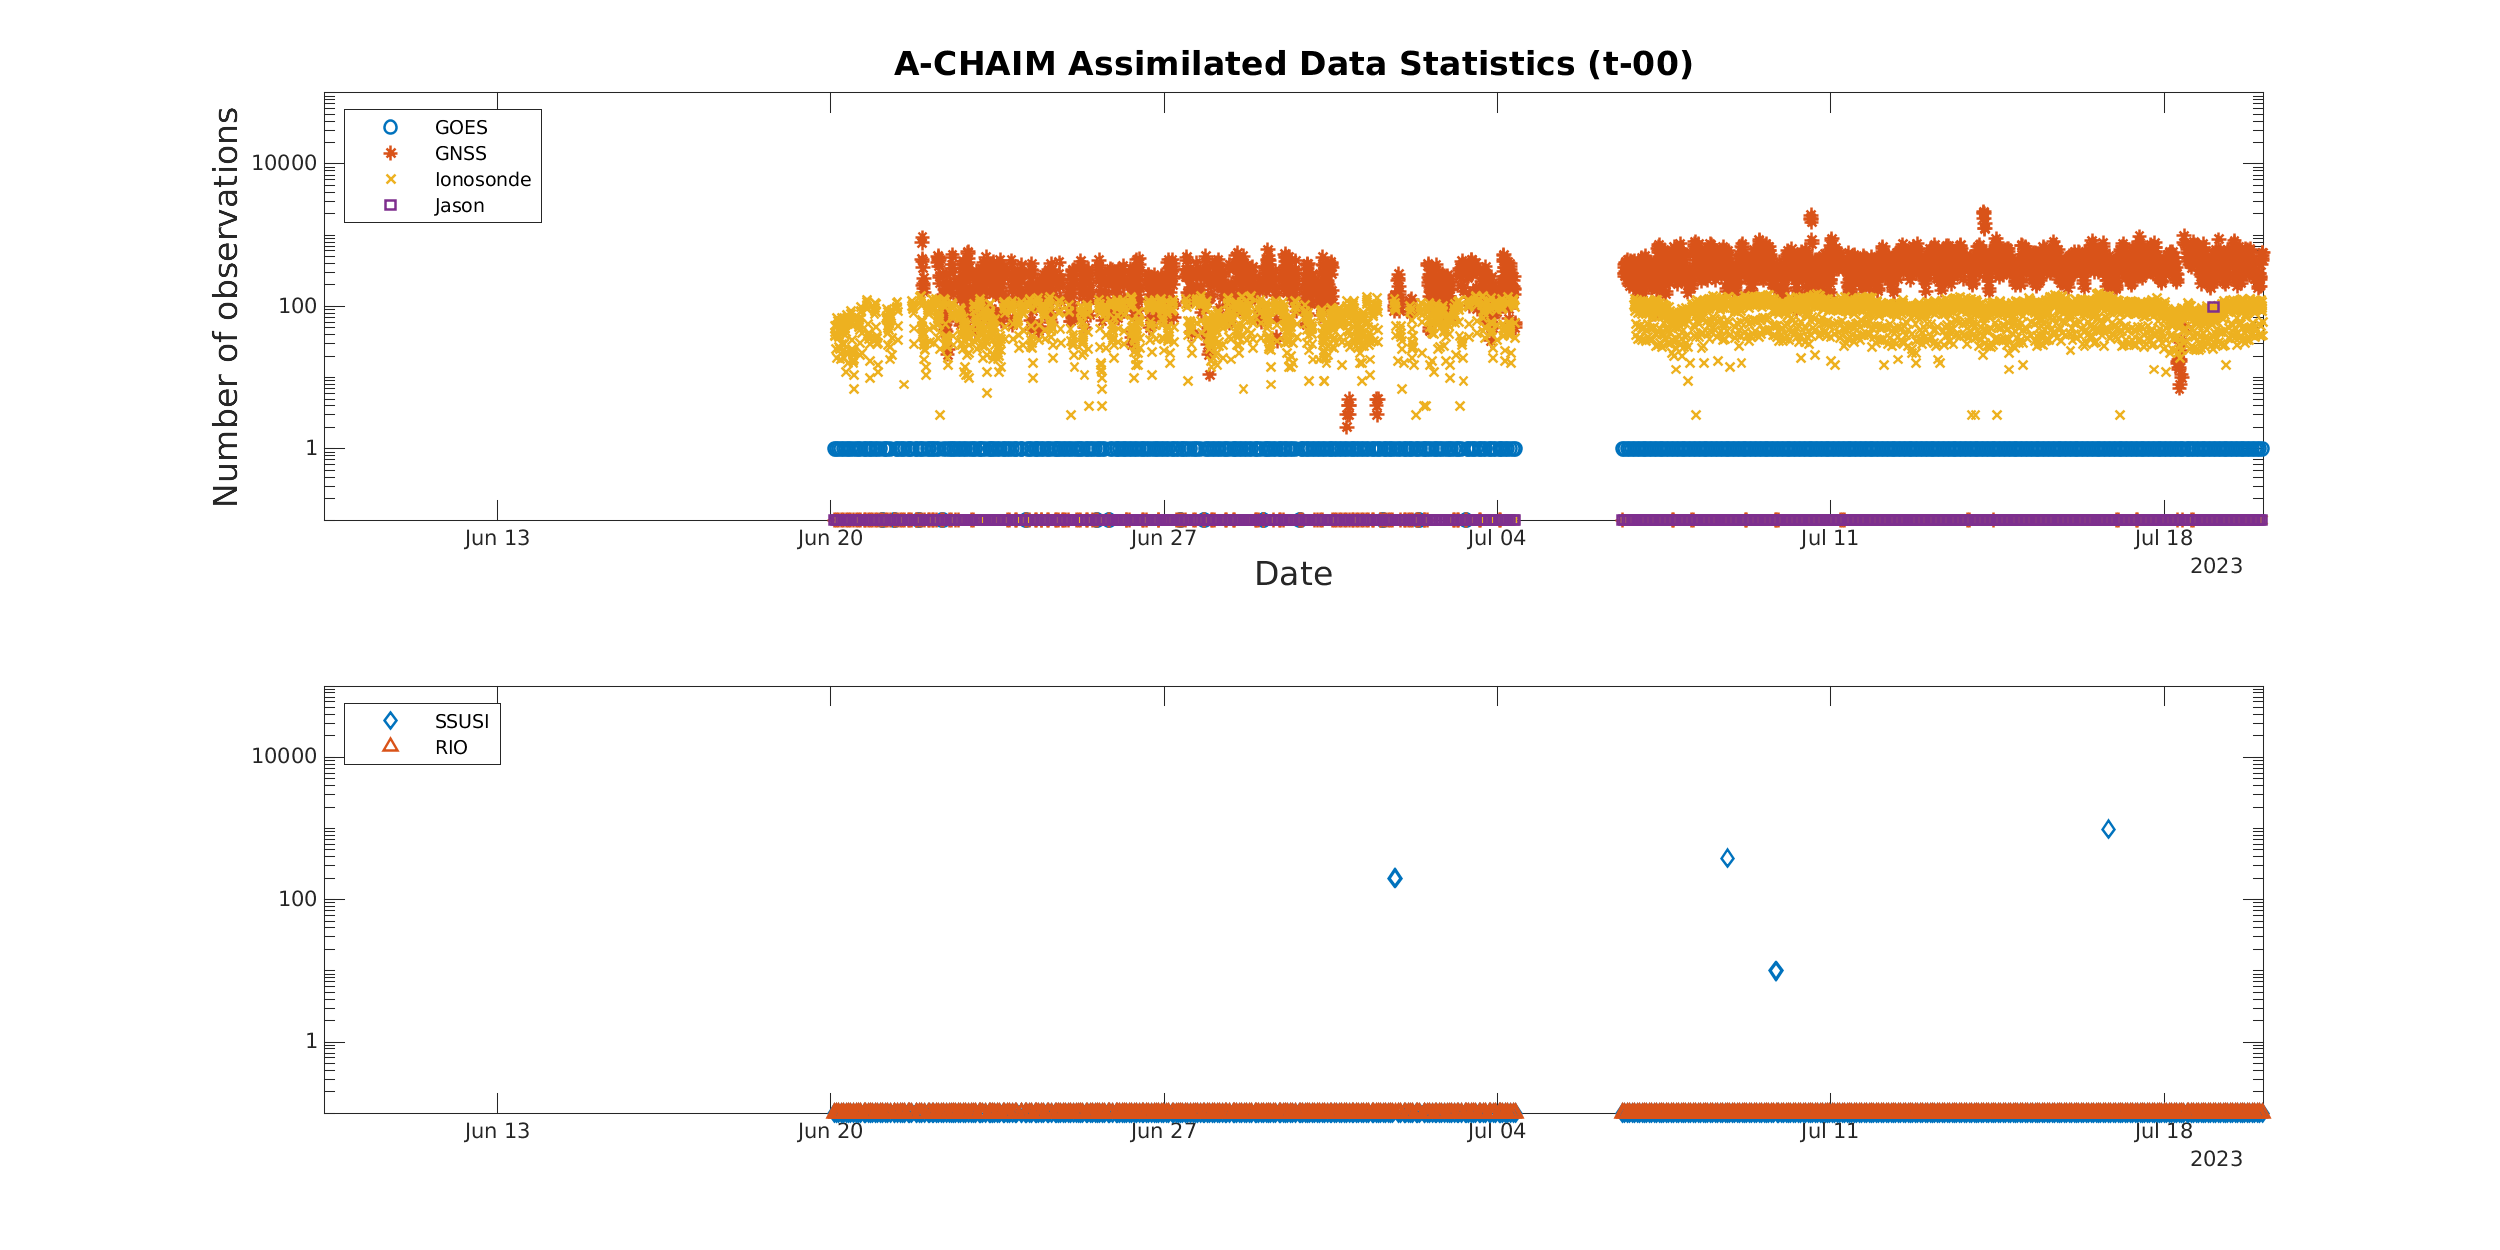 A-CHAIM Assimilated Data Statistics (t-00)
Number of observations
10000
100
1
GOES
GNSS
Ionosonde
Jason
Jun 13
Jun 20
Jun 27
Jul 04
Jul 11
Jul 18
2023
Date
10000
100
1
SSUSI
RIO
Jun 13
Jun 20
Jun 27
Jul 04
Jul 11
Jul 18
2023